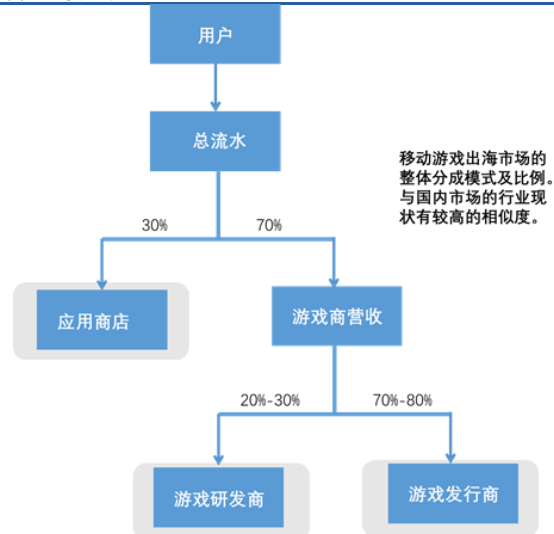 用户
总流水
移动游戏出海市场的
整体分成模式及比例。
与国内市场的行业现
状有较高的相似度。
30%
70%
应用商店
游戏商营收
20%-30%
70%-80%
游戏研发商
游戏发行商